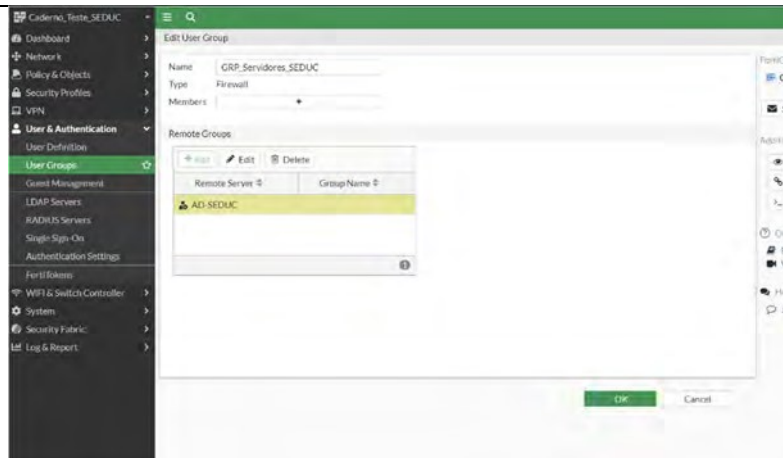 Caderno_Teste_SEDUC
Dashboard
Network
Policy & Objects
Security Profiles
VPN
User & Authentication
User Definition
User Groups
Guest Management
LDAP Servers
RADIUS Servers
Single Sign-On
Authentication Settings
FortiTokens
WiFi & Switch Controller
System
Security Fabric
Log & Report
Edit User Group
Name GRP_Servidores_SEDUC
Type Firewall
Members +
Remote Groups
+ Add Edit Delete
Remote Server Group Name
AD-SEDUC
OK Cancel